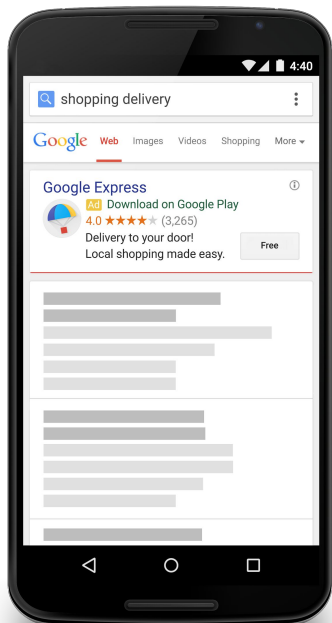 4:40
shopping delivery
Google Web Images Videos Shopping More
Google Express
Ad Download on Google Play
4.0 (3,265)
Delivery to your door!
Local shopping made easy.
Free